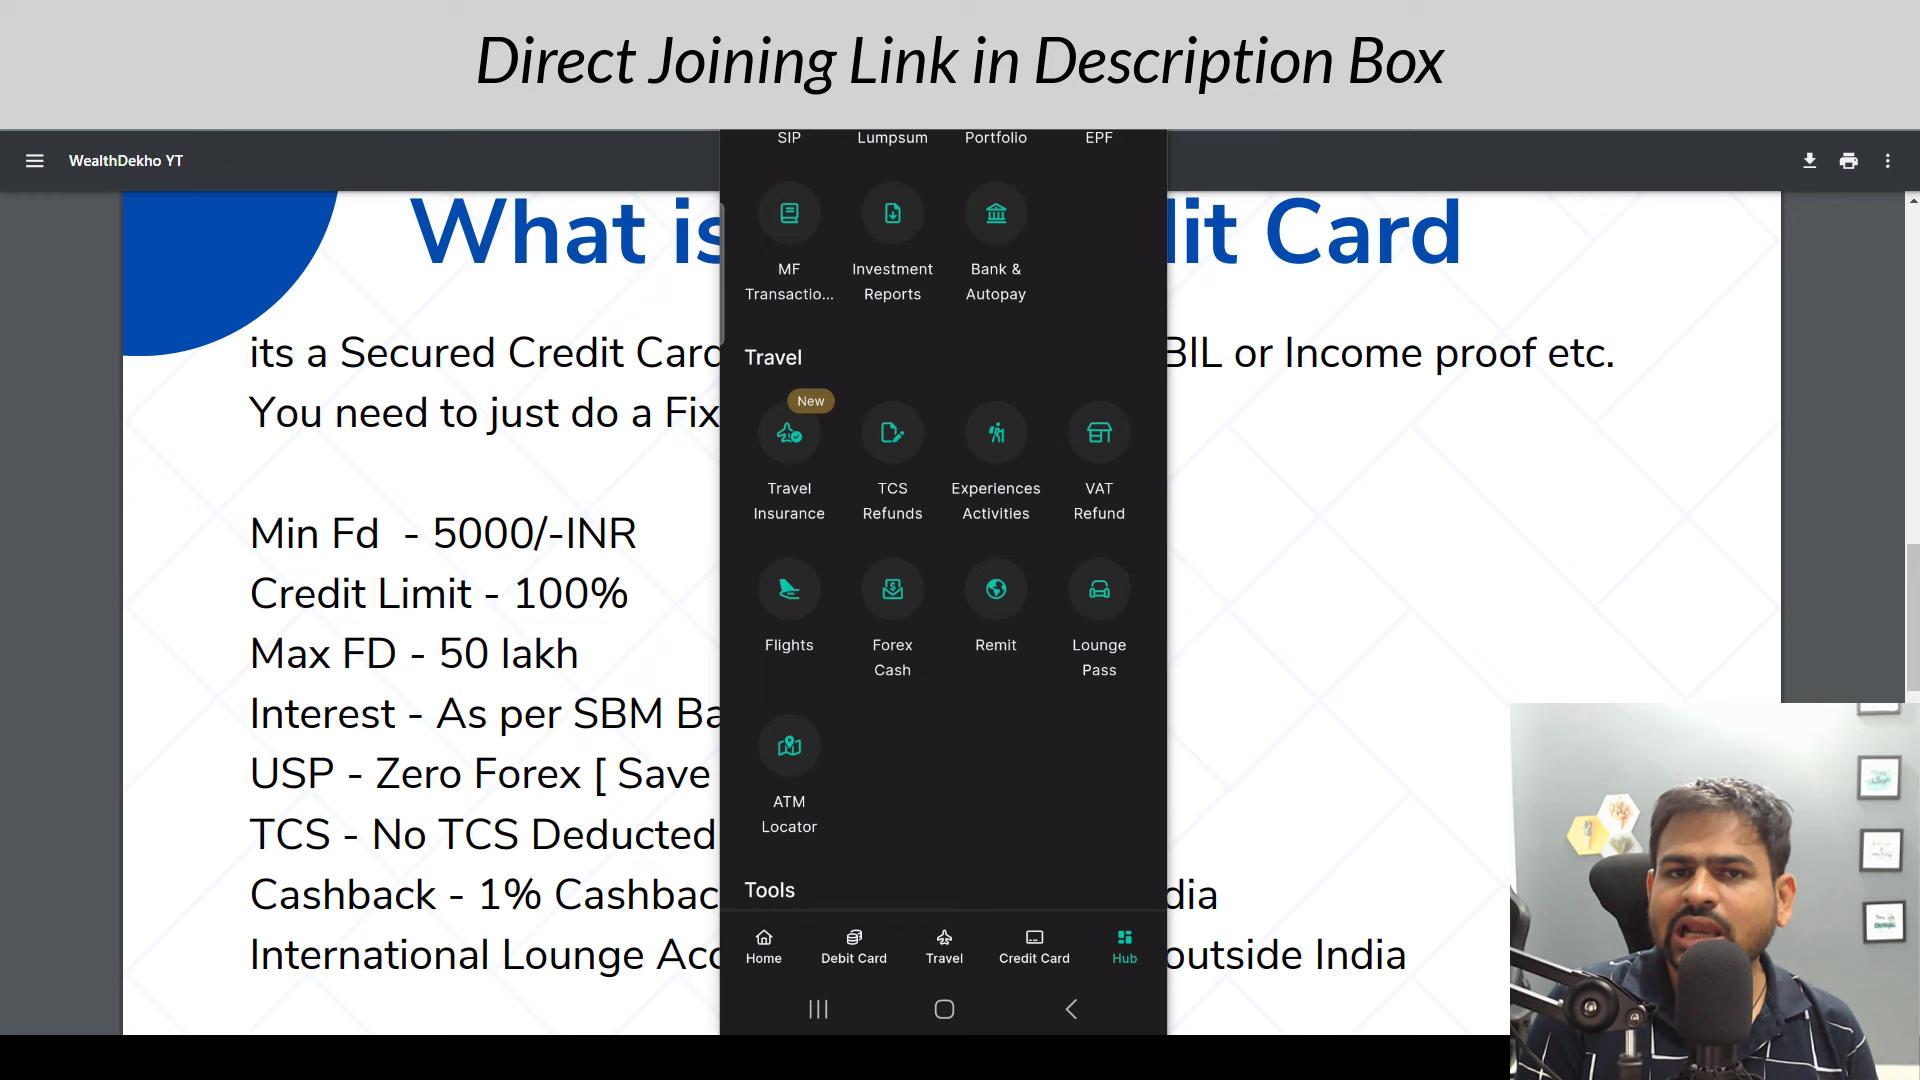 Direct Joining Link in Description Box
WealthDekho YT
What is
dit Card
its a Secured Credit Card
BIL or Income proof etc.
You need to just do a Fix
Min Fd - 5000/-INR
Credit Limit - 100%
Max FD - 50 lakh
Interest - As per SBM Ba
USP - Zero Forex [ Save
TCS - No TCS Deducted
Cashback - 1% Cashbac
dia
International Lounge Acc
outside India
SIP
Lumpsum
Portfolio
EPF
MF
Transactio...
Investment
Reports
Bank &
Autopay
Travel
New
Travel
Insurance
TCS
Refunds
Experiences
Activities
VAT
Refund
Flights
Forex
Cash
Remit
Lounge
Pass
ATM
Locator
Tools
Home
Debit Card
Travel
Credit Card
Hub